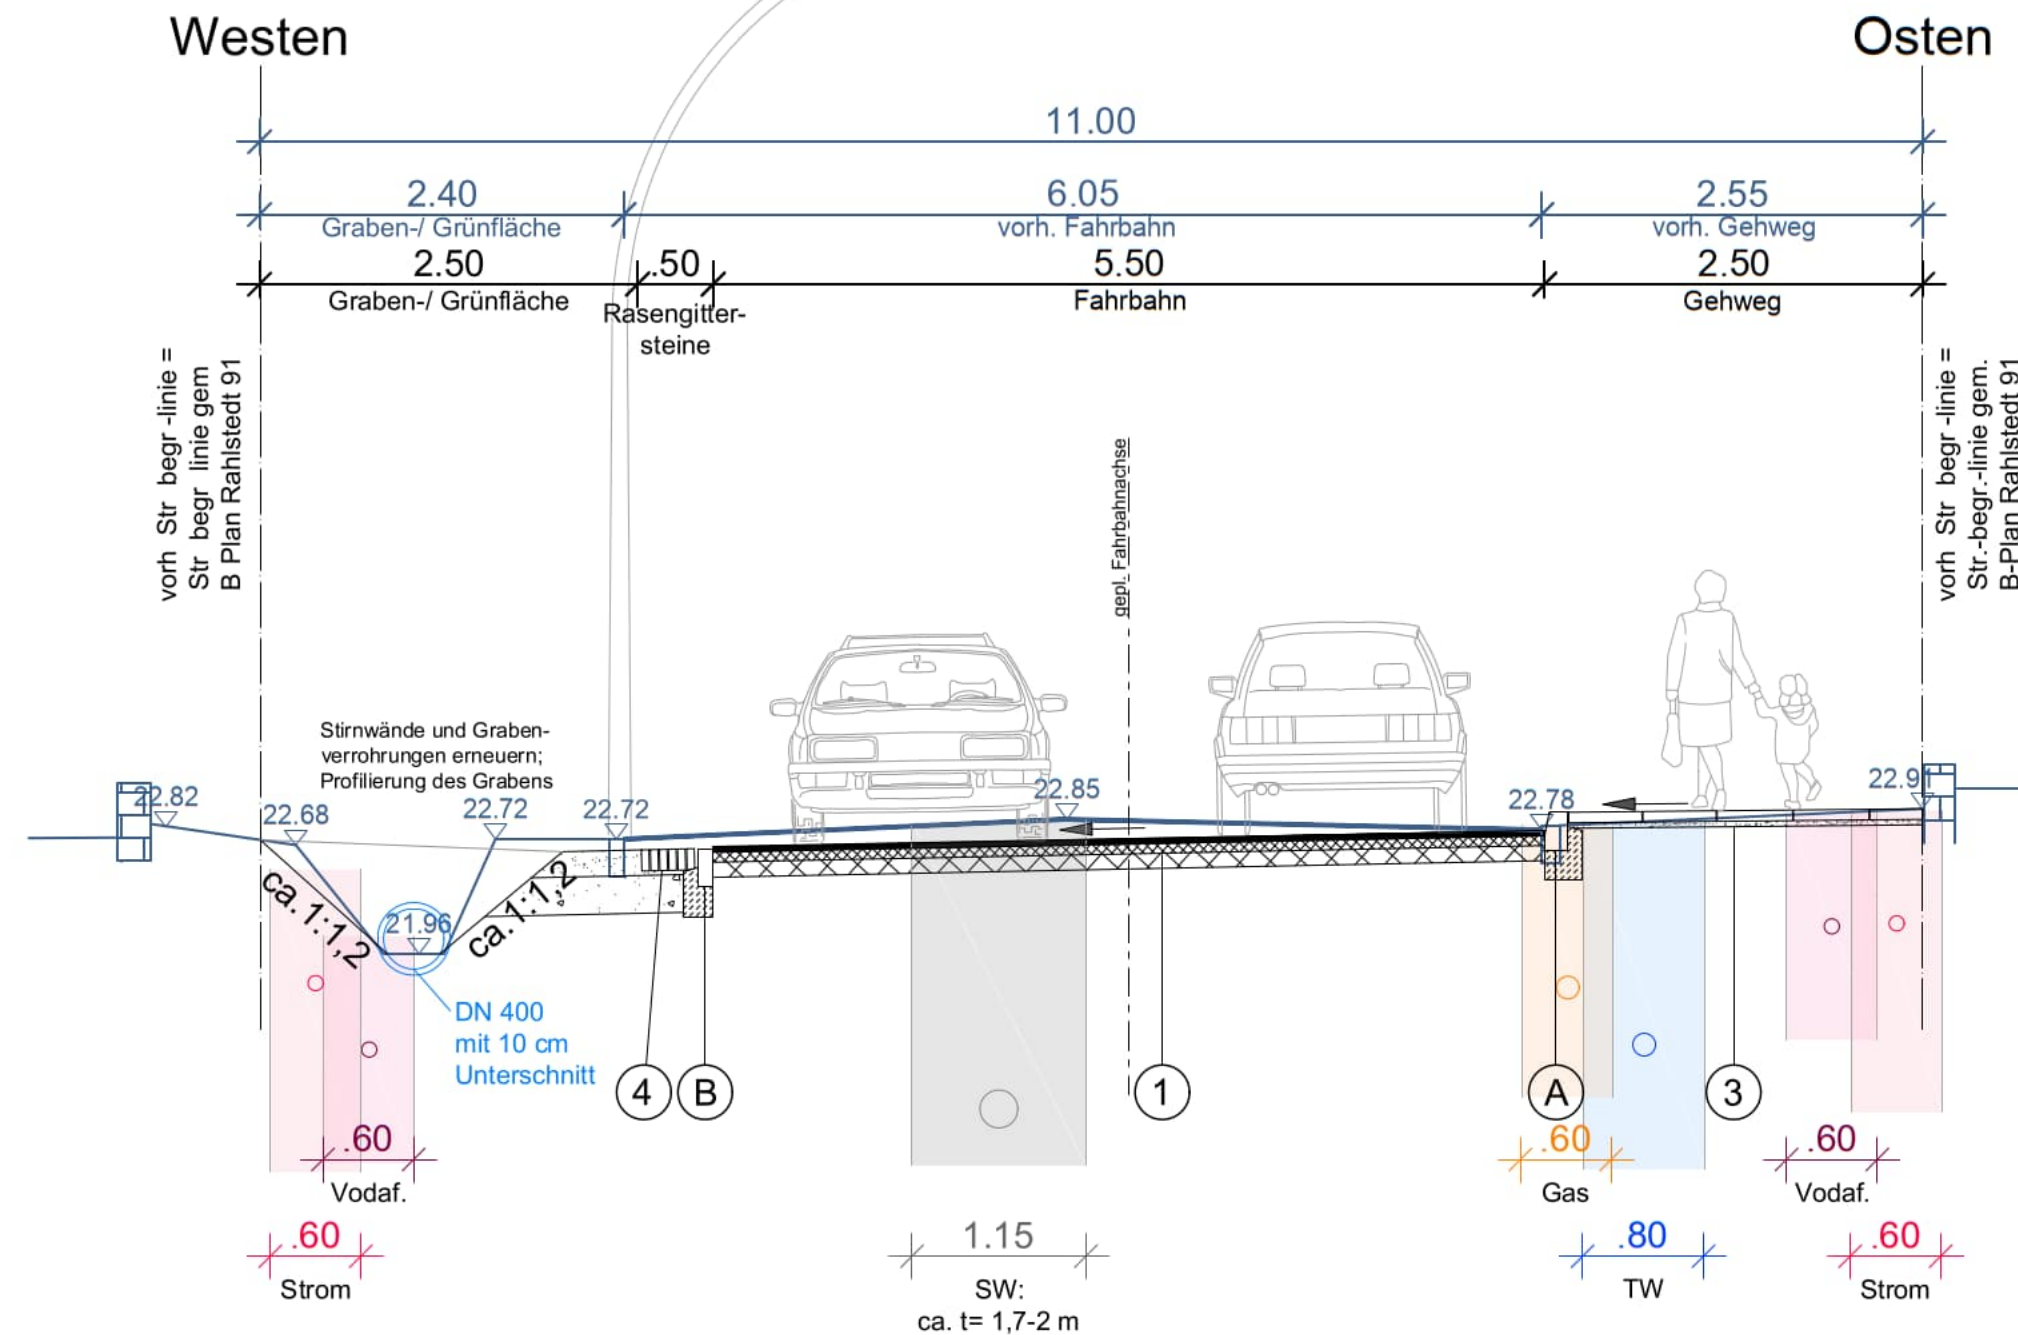 Westen
Osten
11.00
2.40
6.05
2.55
Graben-/ Grünfläche
vorh. Fahrbahn
vorh. Gehweg
2.50
.50
5.50
2.50
Graben-/ Grünfläche
Rasengitter-
steine
Fahrbahn
Gehweg
vorh Str begr -linie =
Str begr linie gem
B Plan Rahlstedt 91
gepl. Fahrbahnachse
vorh Str begr -linie =
Str.-begr.-linie gem.
B-Plan Rahlstedt 91
Stirnwände und Graben-
verrohrungen erneuern;
Profilierung des Grabens
22.82
22.68
22.72
22.72
22.85
22.78
22.91
ca. 1:1,2
21.96
ca. 1:1,2
DN 400
mit 10 cm
Unterschnitt
4
B
1
A
3
.60
Vodaf.
.60
Gas
.60
Vodaf.
.60
Strom
1.15
SW:
ca. t= 1,7-2 m
.80
TW
.60
Strom